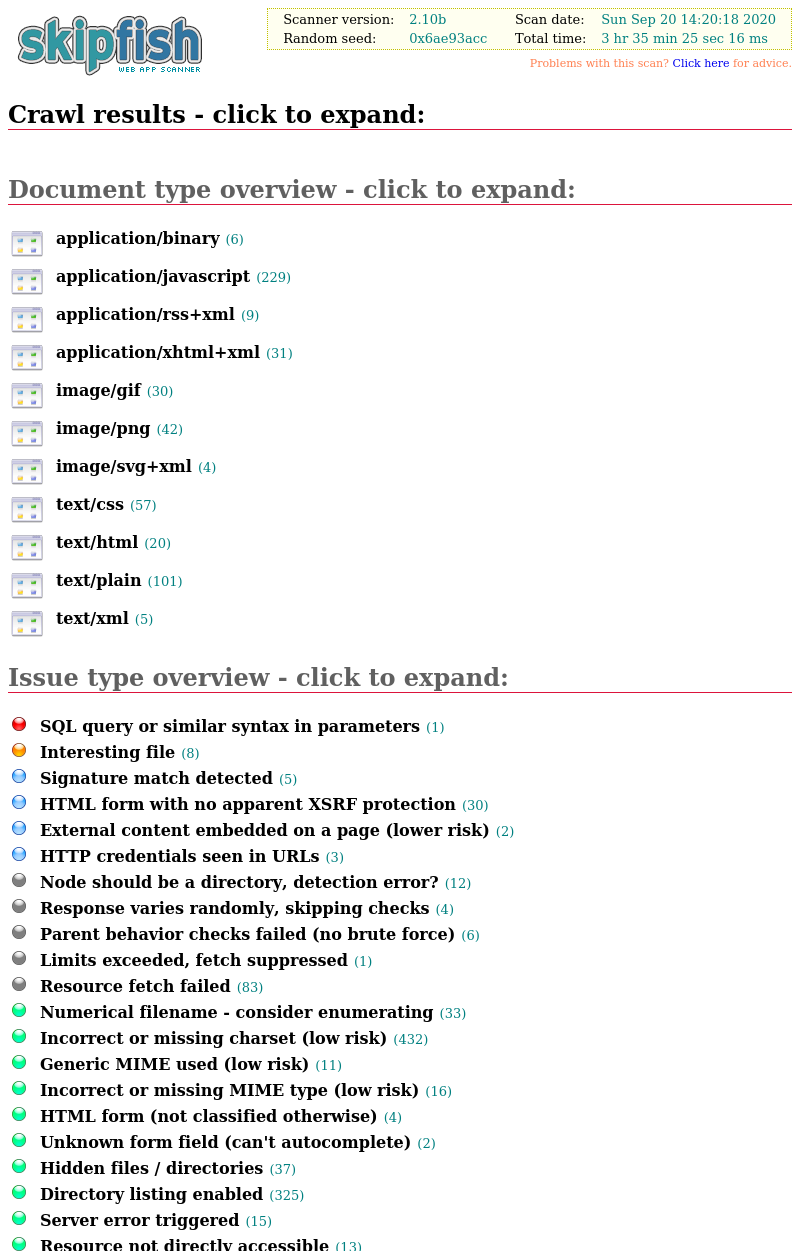 skipfish
WEB APP SCANNER
Scanner version: 2.10b Scan date: Sun Sep 20 14:20:18 2020
Random seed: 0x6ae93acc Total time: 3 hr 35 min 25 sec 16 ms
Problems with this scan? Click here for advice.
Crawl results - click to expand:
Document type overview - click to expand:
application/binary (6)
application/javascript (229)
application/rss+xml (9)
application/xhtml+xml (31)
image/gif (30)
image/png (42)
image/svg+xml (4)
text/css (57)
text/html (20)
text/plain (101)
text/xml (5)
Issue type overview - click to expand:
SQL query or similar syntax in parameters (1)
Interesting file (8)
Signature match detected (5)
HTML form with no apparent XSRF protection (30)
External content embedded on a page (lower risk) (2)
HTTP credentials seen in URLs (3)
Node should be a directory, detection error? (12)
Response varies randomly, skipping checks (4)
Parent behavior checks failed (no brute force) (6)
Limits exceeded, fetch suppressed (1)
Resource fetch failed (83)
Numerical filename - consider enumerating (33)
Incorrect or missing charset (low risk) (432)
Generic MIME used (low risk) (11)
Incorrect or missing MIME type (low risk) (16)
HTML form (not classified otherwise) (4)
Unknown form field (can't autocomplete) (2)
Hidden files / directories (37)
Directory listing enabled (325)
Server error triggered (15)
Resource not directly accessible (13)